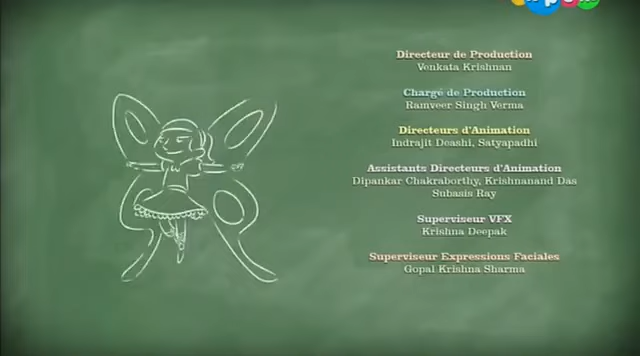 Directeur de Production
Venkata Krishnan
Chargé de Production
Ramveer Singh Verma
Directeurs d'Animation
Indrajit Deashi, Satyapadhi
Assistants Directeurs d'Animation
Dipankar Chakraborthy, Krishnanand Das
Subasis Ray
Superviseur VFX
Krishna Deepak
Superviseur Expressions Faciales
Gopal Krishna Sharma